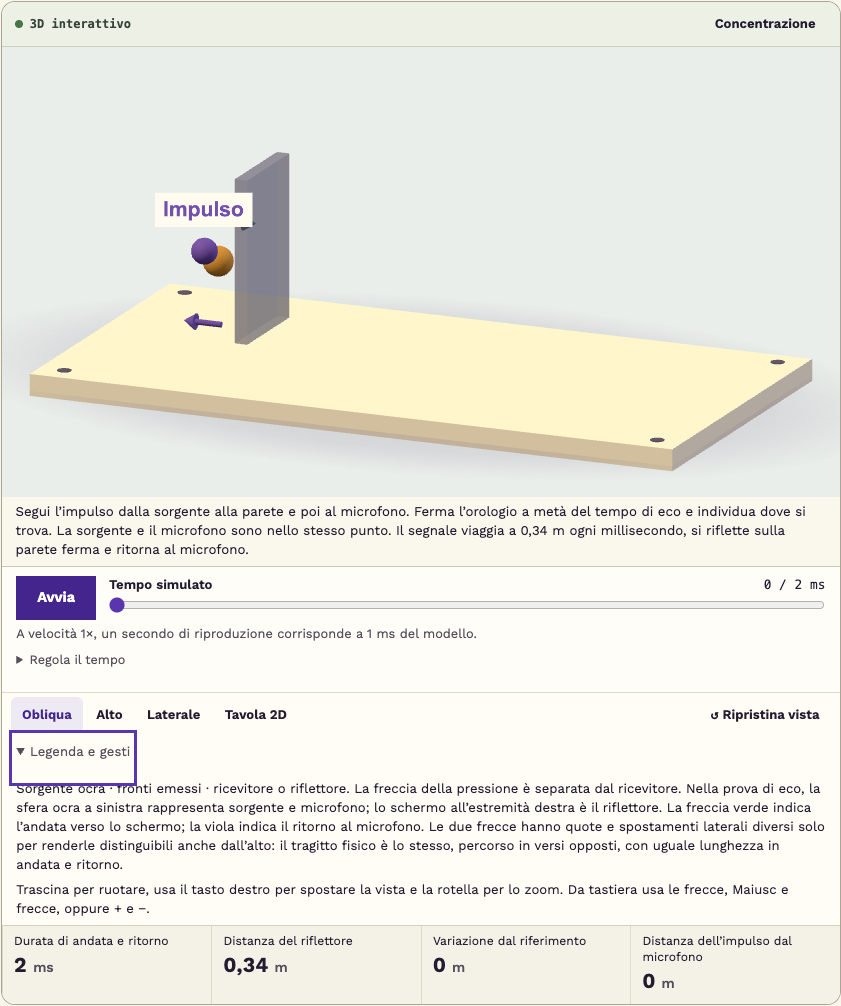 3D interattivo
Concentrazione
Impulso
Segui l’impulso dalla sorgente alla parete e poi al microfono. Ferma l’orologio a metà del tempo di eco e individua dove si
trova. La sorgente e il microfono sono nello stesso punto. Il segnale viaggia a 0,34 m ogni millisecondo, si riflette sulla
parete ferma e ritorna al microfono.
Avvia
Tempo simulato
0 / 2 ms
A velocità 1×, un secondo di riproduzione corrisponde a 1 ms del modello.
▶ Regola il tempo
Obliqua
Alto
Laterale
Tavola 2D
↺ Ripristina vista
▼ Legenda e gesti
Sorgente ocra · fronti emessi · ricevitore o riflettore. La freccia della pressione è separata dal ricevitore. Nella prova di eco, la
sfera ocra a sinistra rappresenta sorgente e microfono; lo schermo all’estremità destra è il riflettore. La freccia verde indica
l’andata verso lo schermo; la viola indica il ritorno al microfono. Le due frecce hanno quote e spostamenti laterali diversi solo
per renderle distinguibili anche dall’alto: il tragitto fisico è lo stesso, percorso in versi opposti, con uguale lunghezza in
andata e ritorno.
Trascina per ruotare, usa il tasto destro per spostare la vista e la rotella per lo zoom. Da tastiera usa le frecce, Maiusc e
frecce, oppure + e −.
Durata di andata e ritorno
2 ms
Distanza del riflettore
0,34 m
Variazione dal riferimento
0 m
Distanza dell’impulso dal
microfono
0 m